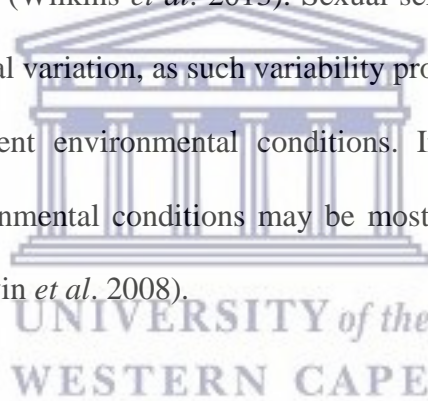 (Wilkins et al. 2013). Sexual se
al variation, as such variability pro
ent environmental conditions. I
nmental conditions may be most
in et al. 2008).
UNIVERSITY of the
WESTERN CAPE